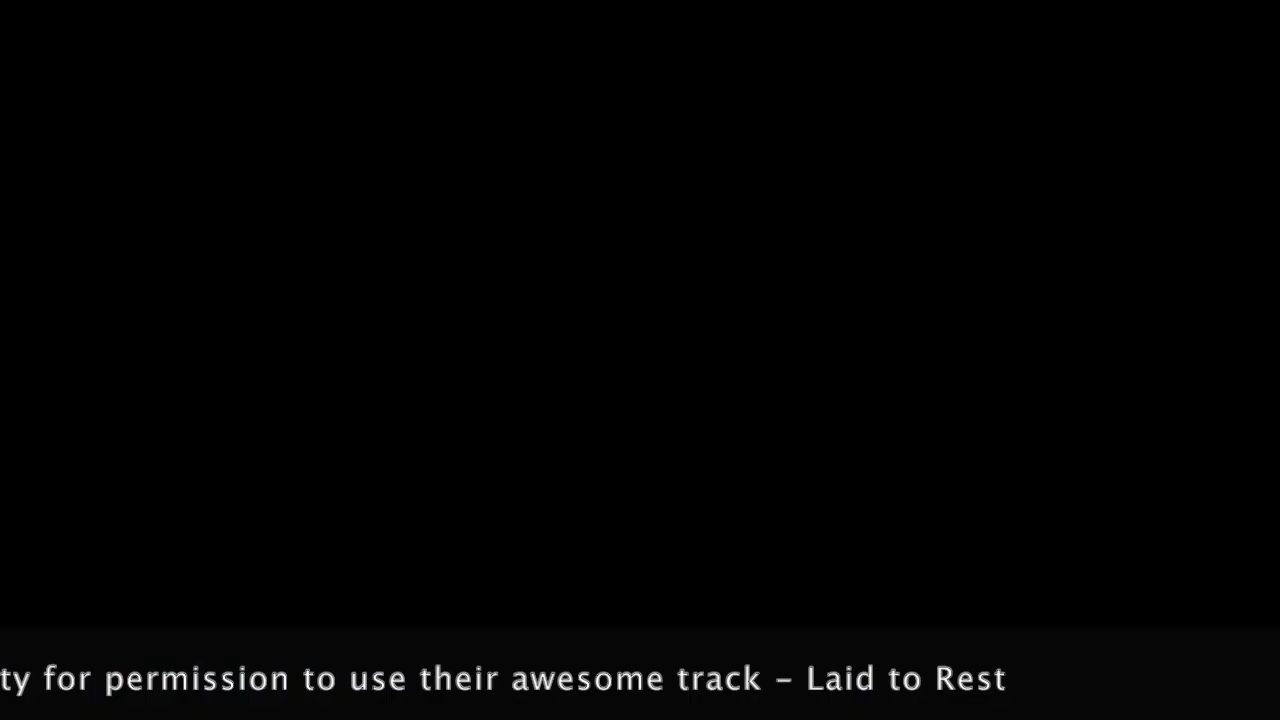 ty for permission to use their awesome track – Laid to Rest